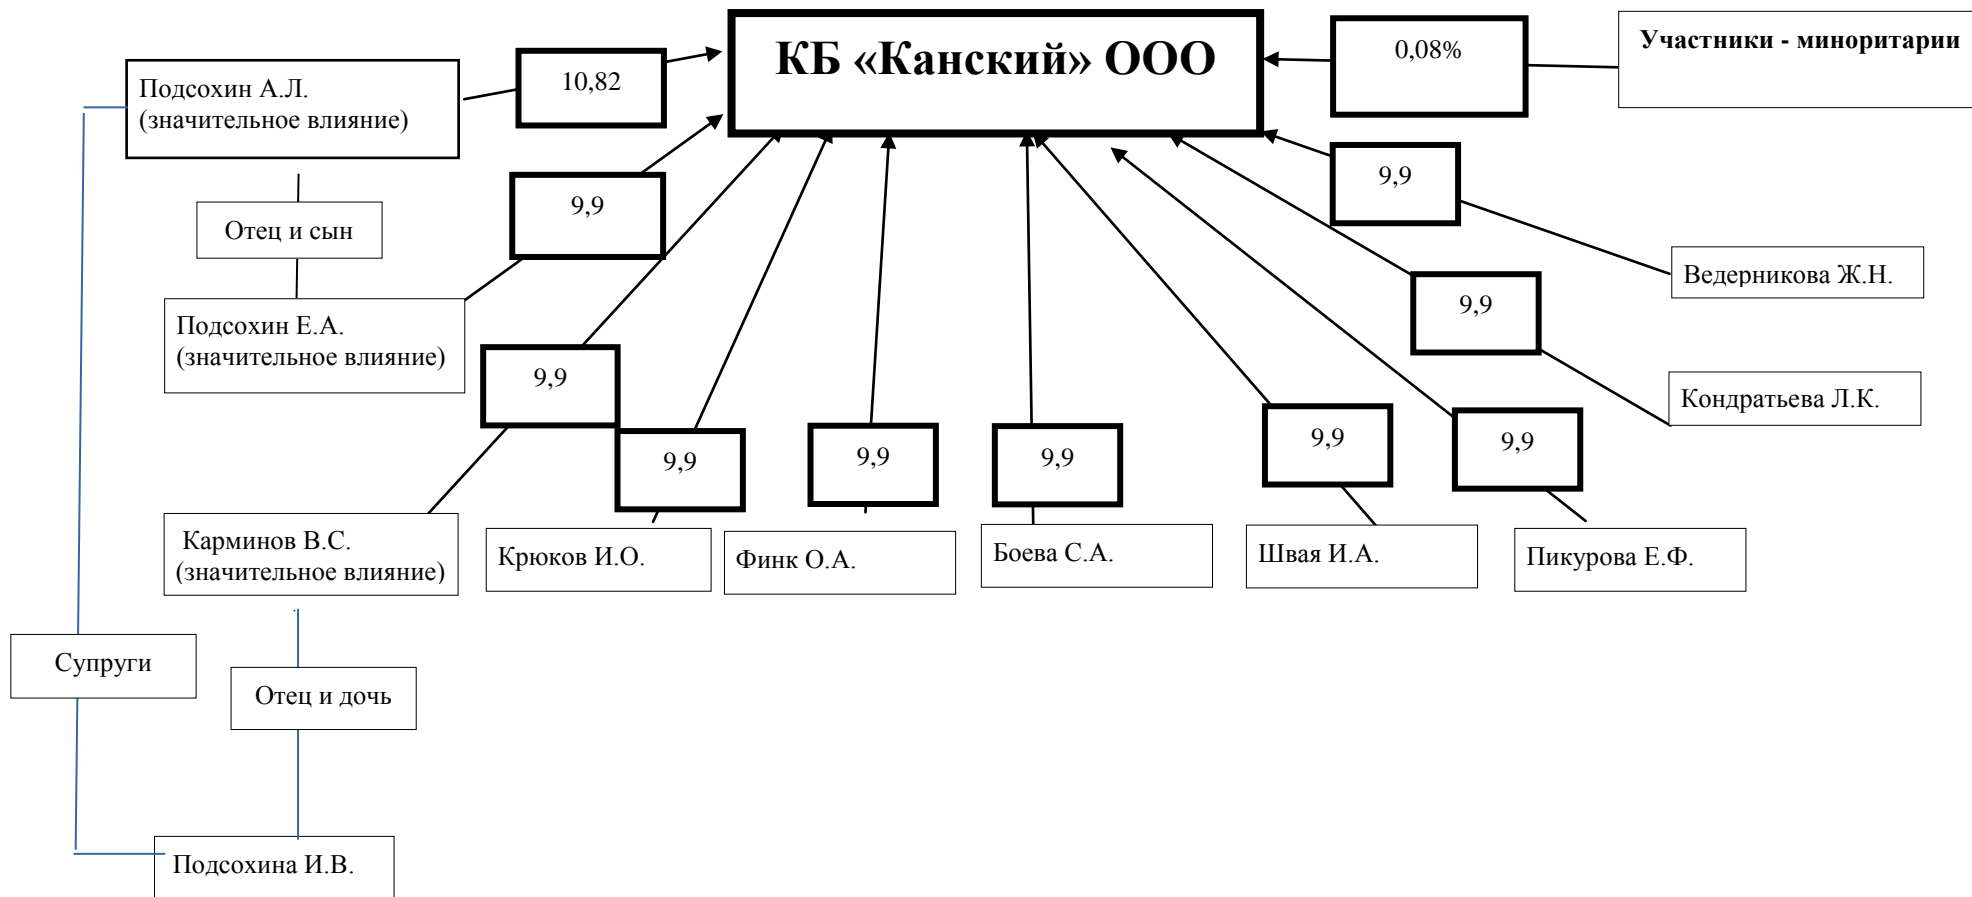 КБ «Канский» ООО
0,08%
Участники - миноритарии
10,82
Подсохин А.Л.
(значительное влияние)
9,9
9,9
Отец и сын
Ведерникова Ж.Н.
9,9
Подсохин Е.А.
(значительное влияние)
9,9
Кондратьева Л.К.
9,9
9,9
9,9
9,9
9,9
Карминов В.С.
(значительное влияние)
Крюков И.О.
Финк О.А.
Боева С.А.
Швая И.А.
Пикурова Е.Ф.
Супруги
Отец и дочь
Подсохина И.В.